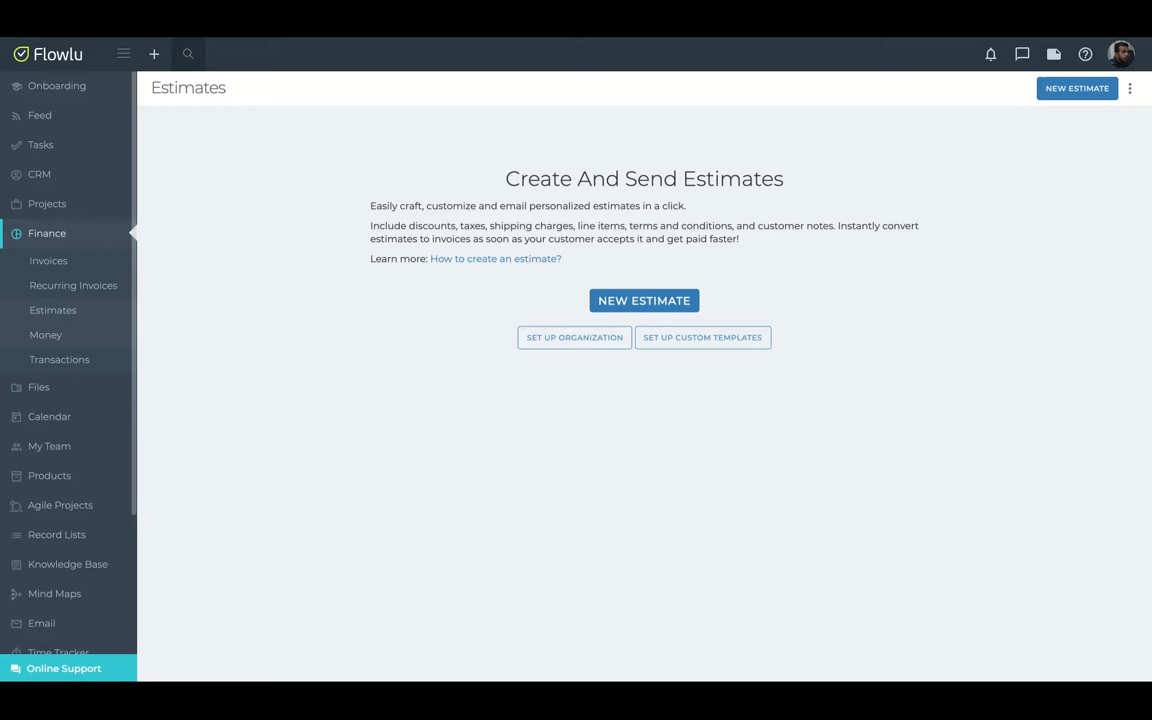 Flowlu
Onboarding
Feed
Tasks
CRM
Projects
Finance
Invoices
Recurring Invoices
Estimates
Money
Transactions
Files
Calendar
My Team
Products
Agile Projects
Record Lists
Knowledge Base
Mind Maps
Email
Time Tracker
Online Support
Estimates
NEW ESTIMATE
Create And Send Estimates
Easily craft, customize and email personalized estimates in a click.
Include discounts, taxes, shipping charges, line items, terms and conditions, and customer notes. Instantly convert
estimates to invoices as soon as your customer accepts it and get paid faster!
Learn more: How to create an estimate?
NEW ESTIMATE
SET UP ORGANIZATION
SET UP CUSTOM TEMPLATES